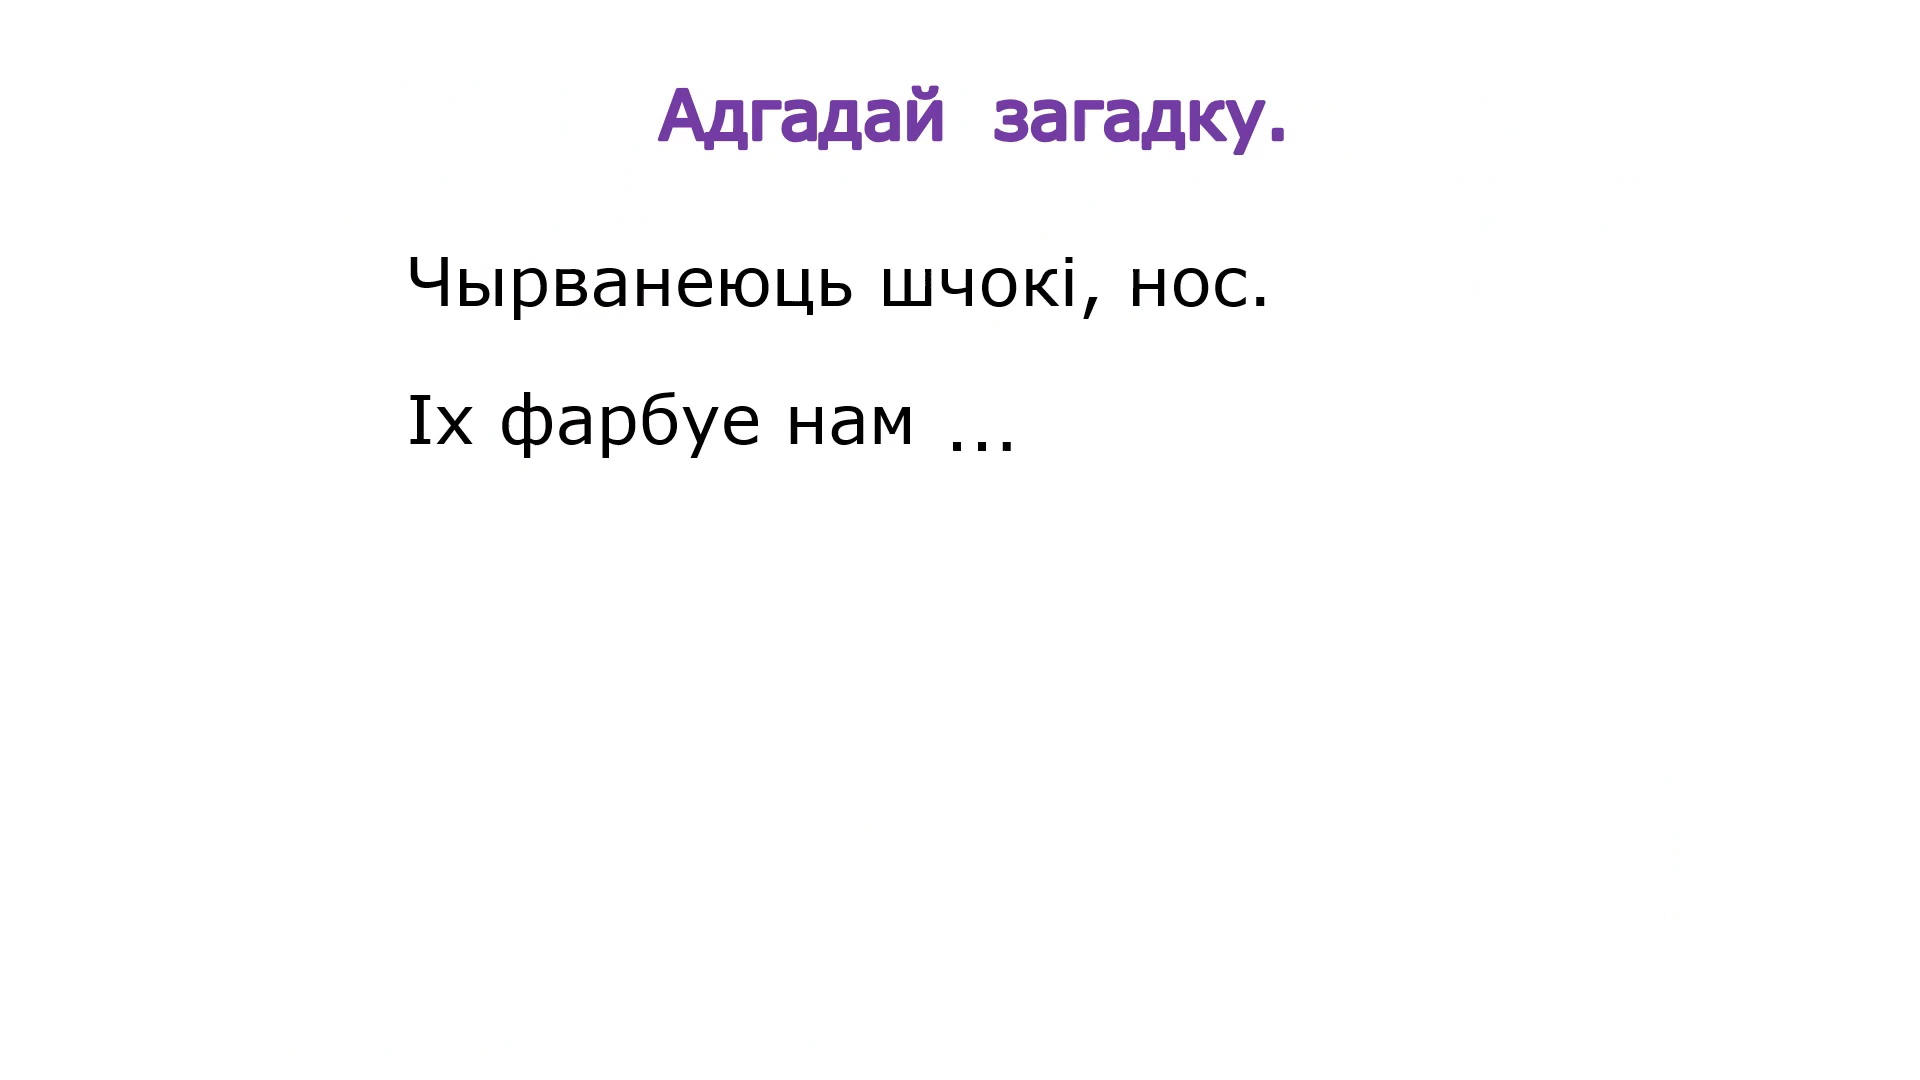 Адгадай загадку.
Чырванеюць шчокі, нос.
Іх фарбуе нам ...